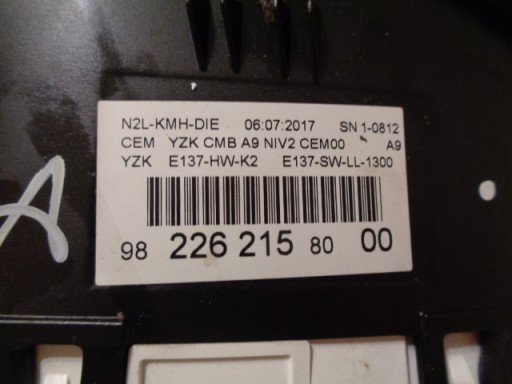 N2L-KMH-DIE 06:07:2017 SN 1-0812
CEM YZK CMB A9 NIV2 CEM00 A9
YZK E137-HW-K2 E137-SW-LL-1300
98 226 215 80 00
A